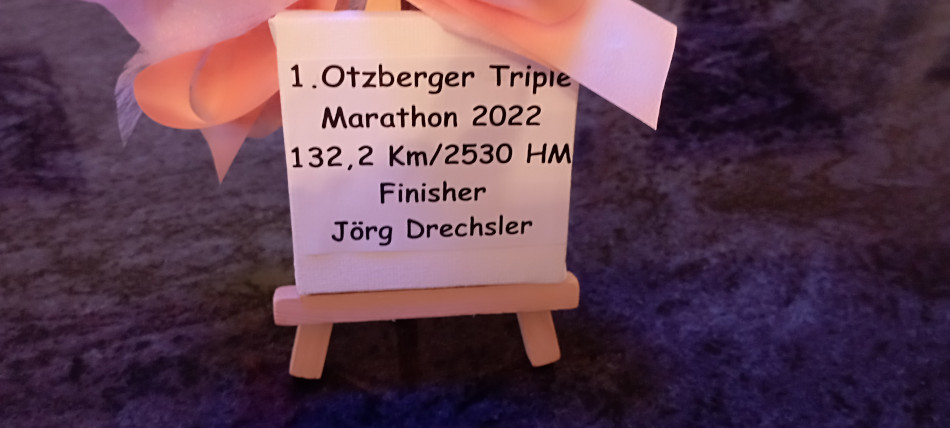 1.Otzberger Triple
Marathon 2022
132,2 Km/2530 HM
Finisher
Jörg Drechsler